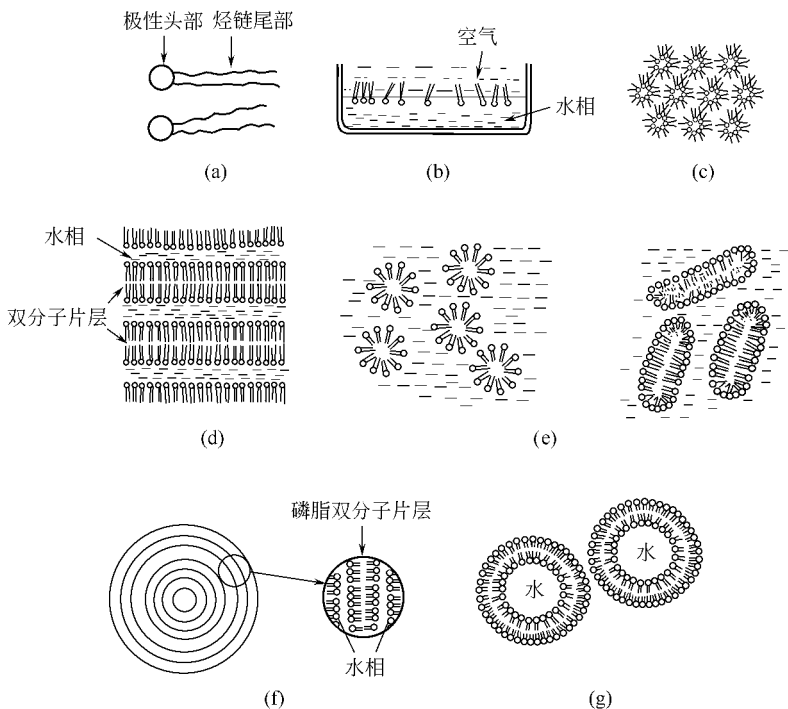 极性头部 烃链尾部
(a)
空气
水相
(b)
(c)
水相
双分子片层
(d)
(e)
磷脂双分子片层
水相
(f)
水
水
(g)